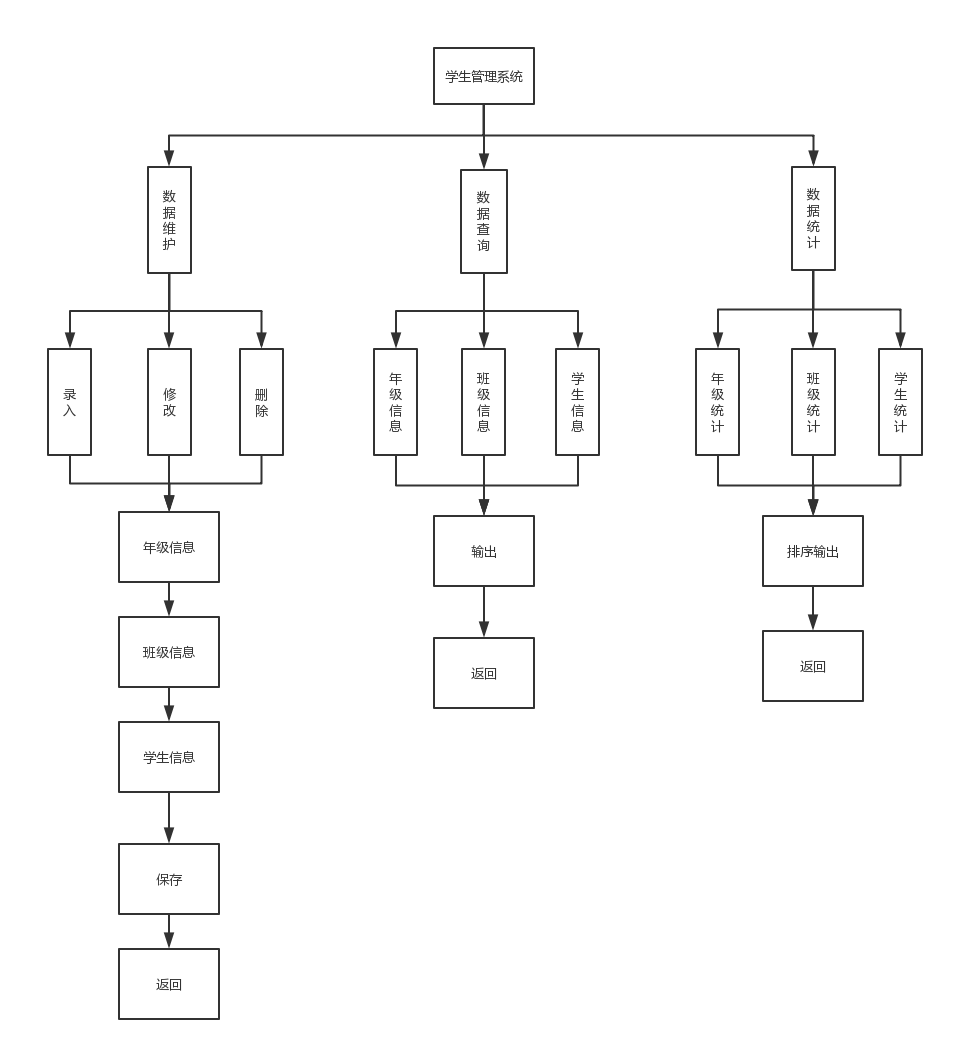 学生管理系统
数据维护
数据查询
数据统计
录入
修改
删除
年级信息
班级信息
学生信息
年级统计
班级统计
学生统计
年级信息
输出
排序输出
班级信息
返回
返回
学生信息
保存
返回